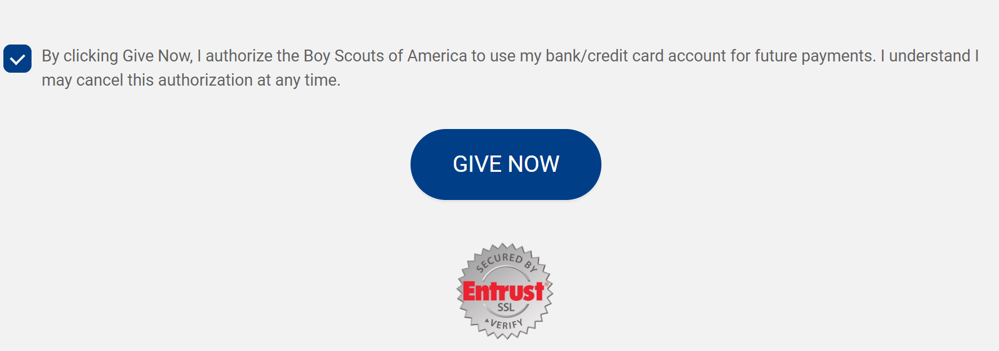 By clicking Give Now, I authorize the Boy Scouts of America to use my bank/credit card account for future payments. I understand I
may cancel this authorization at any time.
GIVE NOW
SECURED BY
Entrust®
SSL
▲VERIFY